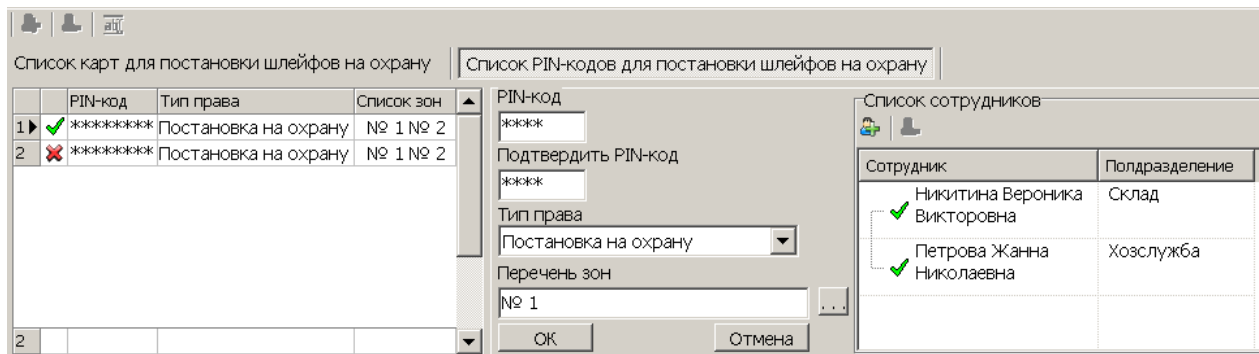 ab
Список карт для постановки шлейфов на охрану
Список PIN-кодов для постановки шлейфов на охрану
PIN-код Тип права Список зон
1 ******** Постановка на охрану № 1 № 2
2 ******** Постановка на охрану № 1 № 2
2
PIN-код
****
Подтвердить PIN-код
****
Тип права
Постановка на охрану
Перечень зон
№ 1
...
ОК Отмена
Список сотрудников
Сотрудник Полдразделение
Никитина Вероника
Викторовна
Склад
Петрова Жанна
Николаевна
Хозслужба